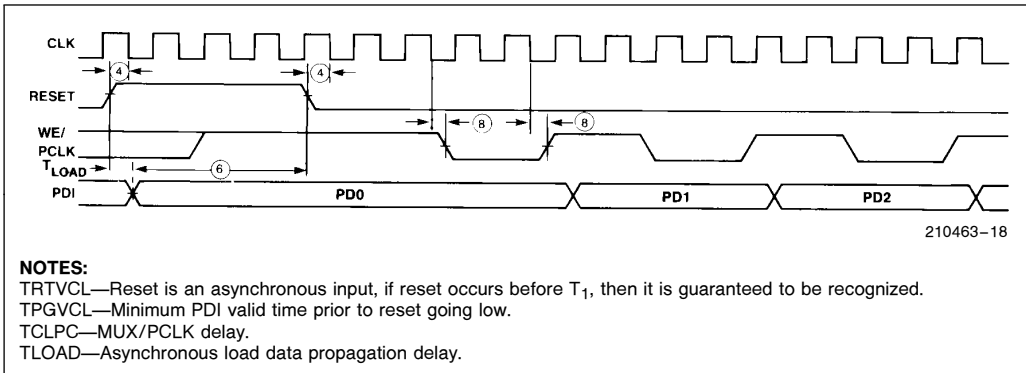 CLK
4 4
RESET
8 8
WE/
PCLK
TLOAD 6
PDI PD0 PD1 PD2
210463–18
NOTES:
TRTVCL—Reset is an asynchronous input, if reset occurs before T1, then it is guaranteed to be recognized.
TPGVCL—Minimum PDI valid time prior to reset going low.
TCLPC—MUX/PCLK delay.
TLOAD—Asynchronous load data propagation delay.